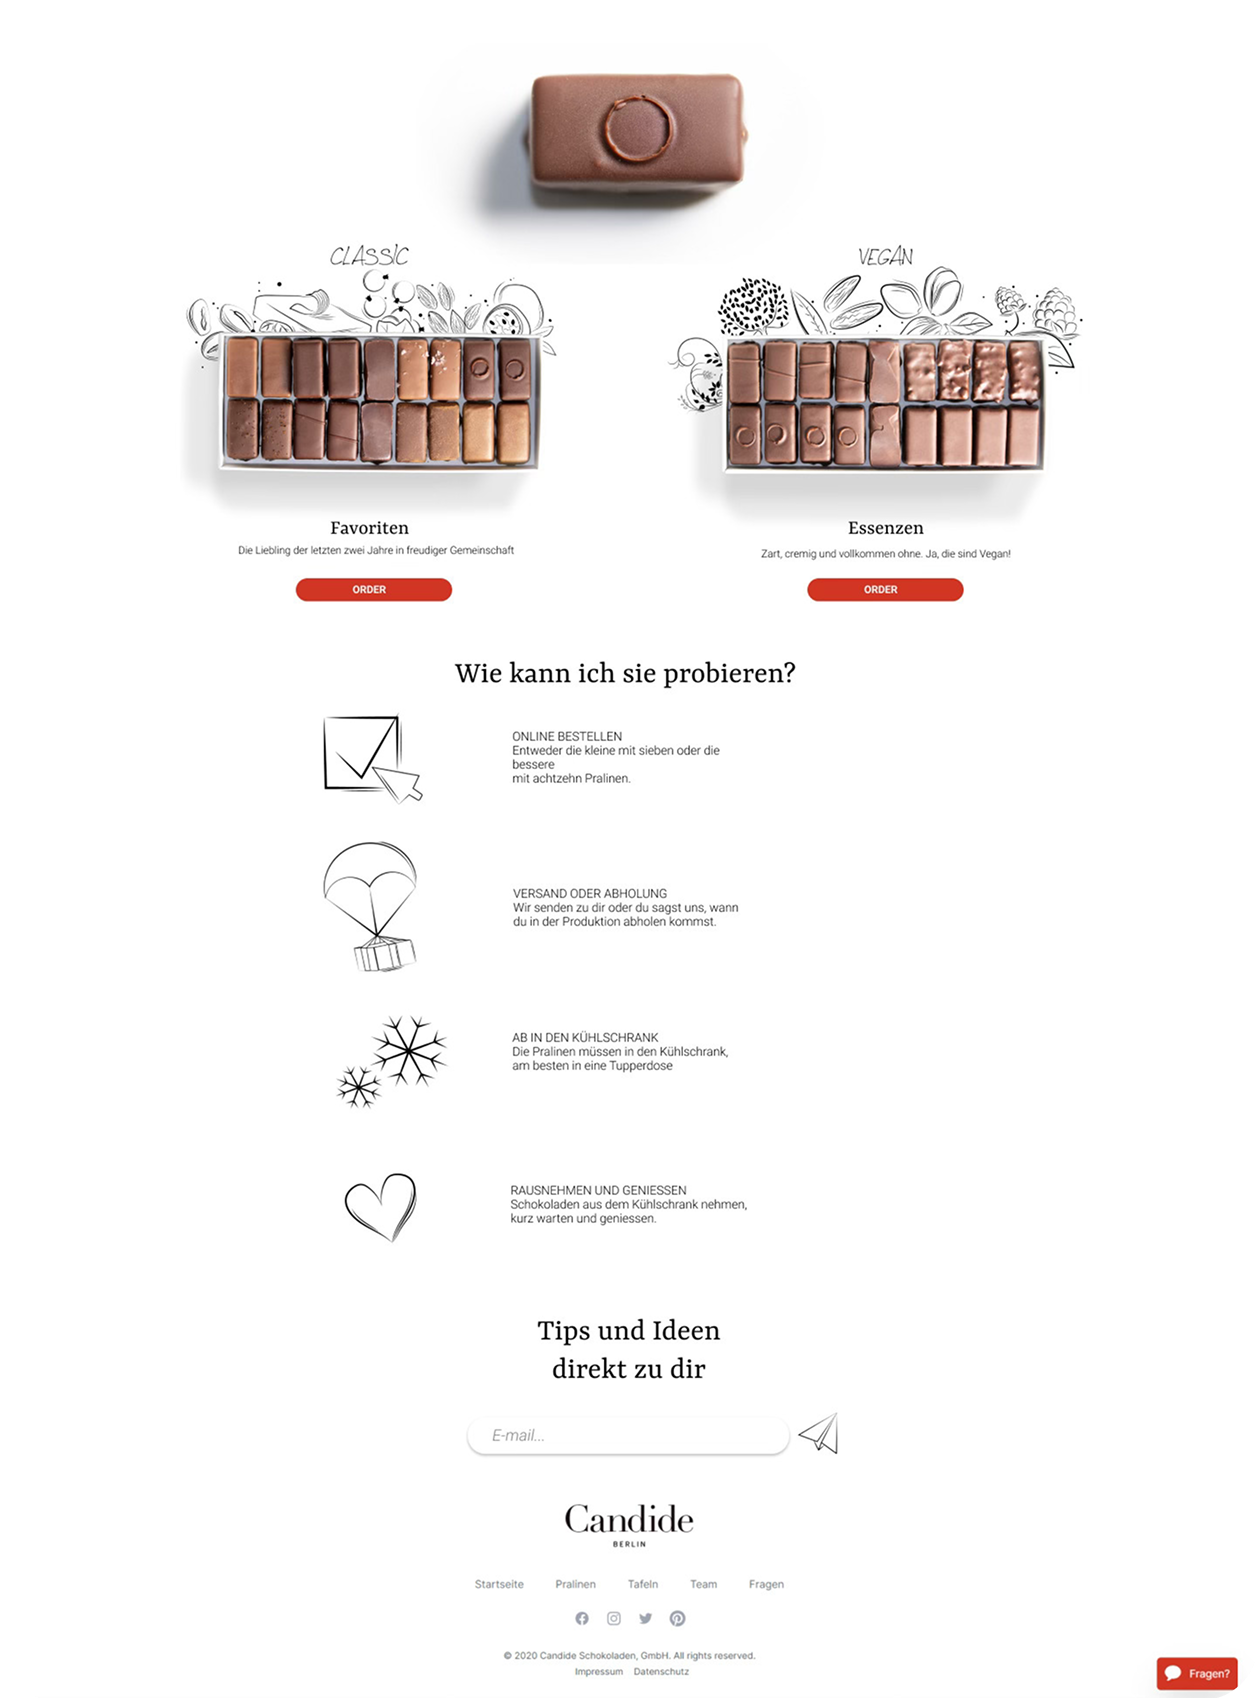 CLASSIC
VEGAN
Favoriten
Die Liebling der letzten zwei Jahre in freudiger Gemeinschaft
ORDER
Essenzen
Zart, cremig und vollkommen ohne. Ja, die sind Vegan!
ORDER
Wie kann ich sie probieren?
ONLINE BESTELLEN
Entweder die kleine mit sieben oder die
bessere
mit achtzehn Pralinen.
VERSAND ODER ABHOLUNG
Wir senden zu dir oder du sagst uns, wann
du in der Produktion abholen kommst.
AB IN DEN KÜHLSCHRANK
Die Pralinen müssen in den Kühlschrank,
am besten in eine Tupperdose
RAUSNEHMEN UND GENIESSEN
Schokoladen aus dem Kühlschrank nehmen,
kurz warten und geniessen.
Tips und Ideen
direkt zu dir
E-mail...
Candide
BERLIN
Startseite Pralinen Tafeln Team Fragen
© 2020 Candide Schokoladen, GmbH. All rights reserved.
Impressum Datenschutz
Fragen?